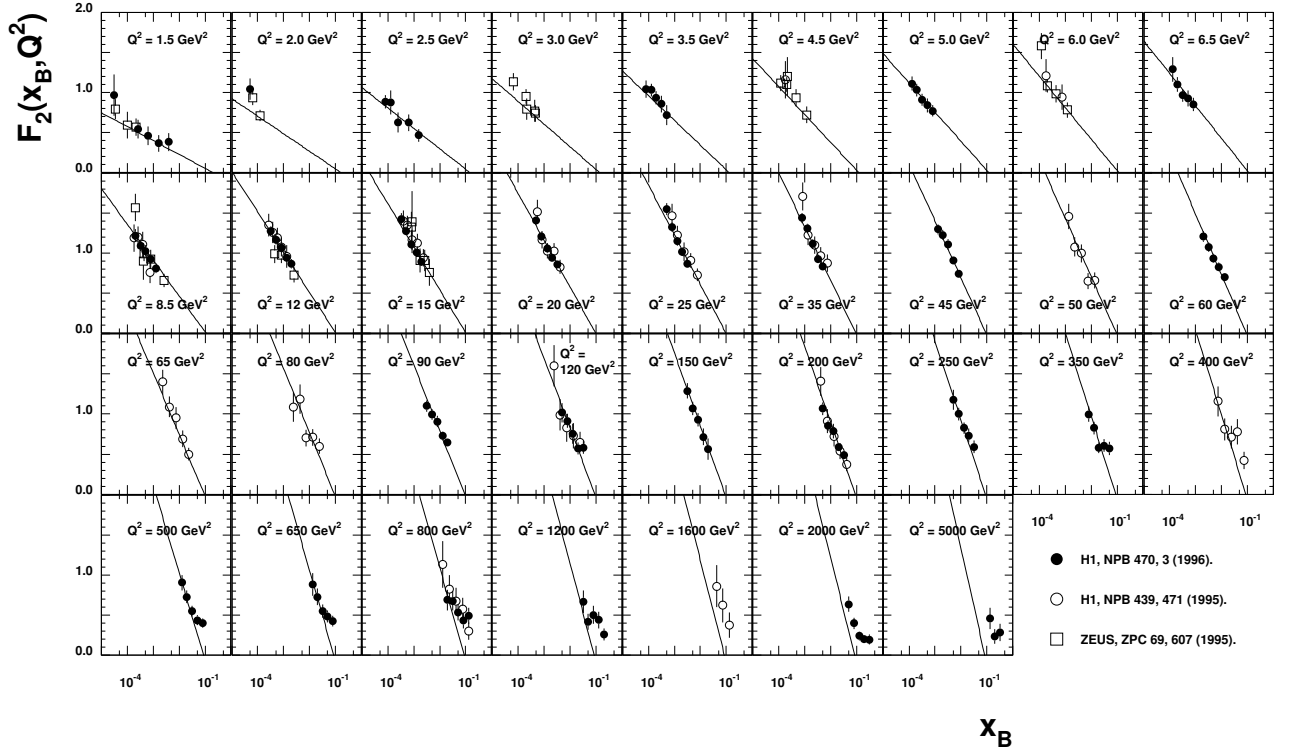 F2(xB,Q2)
2.0
1.0
0.0
Q2 = 1.5 GeV2
Q2 = 2.0 GeV2
Q2 = 2.5 GeV2
Q2 = 3.0 GeV2
Q2 = 3.5 GeV2
Q2 = 4.5 GeV2
Q2 = 5.0 GeV2
Q2 = 6.0 GeV2
Q2 = 6.5 GeV2
1.0
0.0
Q2 = 8.5 GeV2
Q2 = 12 GeV2
Q2 = 15 GeV2
Q2 = 20 GeV2
Q2 = 25 GeV2
Q2 = 35 GeV2
Q2 = 45 GeV2
Q2 = 50 GeV2
Q2 = 60 GeV2
1.0
0.0
Q2 = 65 GeV2
Q2 = 80 GeV2
Q2 = 90 GeV2
Q2 =
120 GeV2
Q2 = 150 GeV2
Q2 = 200 GeV2
Q2 = 250 GeV2
Q2 = 350 GeV2
Q2 = 400 GeV2
1.0
0.0
Q2 = 500 GeV2
Q2 = 650 GeV2
Q2 = 800 GeV2
Q2 = 1200 GeV2
Q2 = 1600 GeV2
Q2 = 2000 GeV2
Q2 = 5000 GeV2
10-4 10-1 10-4 10-1
H1, NPB 470, 3 (1996).
H1, NPB 439, 471 (1995).
ZEUS, ZPC 69, 607 (1995).
10-4 10-1 10-4 10-1 10-4 10-1 10-4 10-1 10-4 10-1 10-4 10-1 10-4 10-1
xB